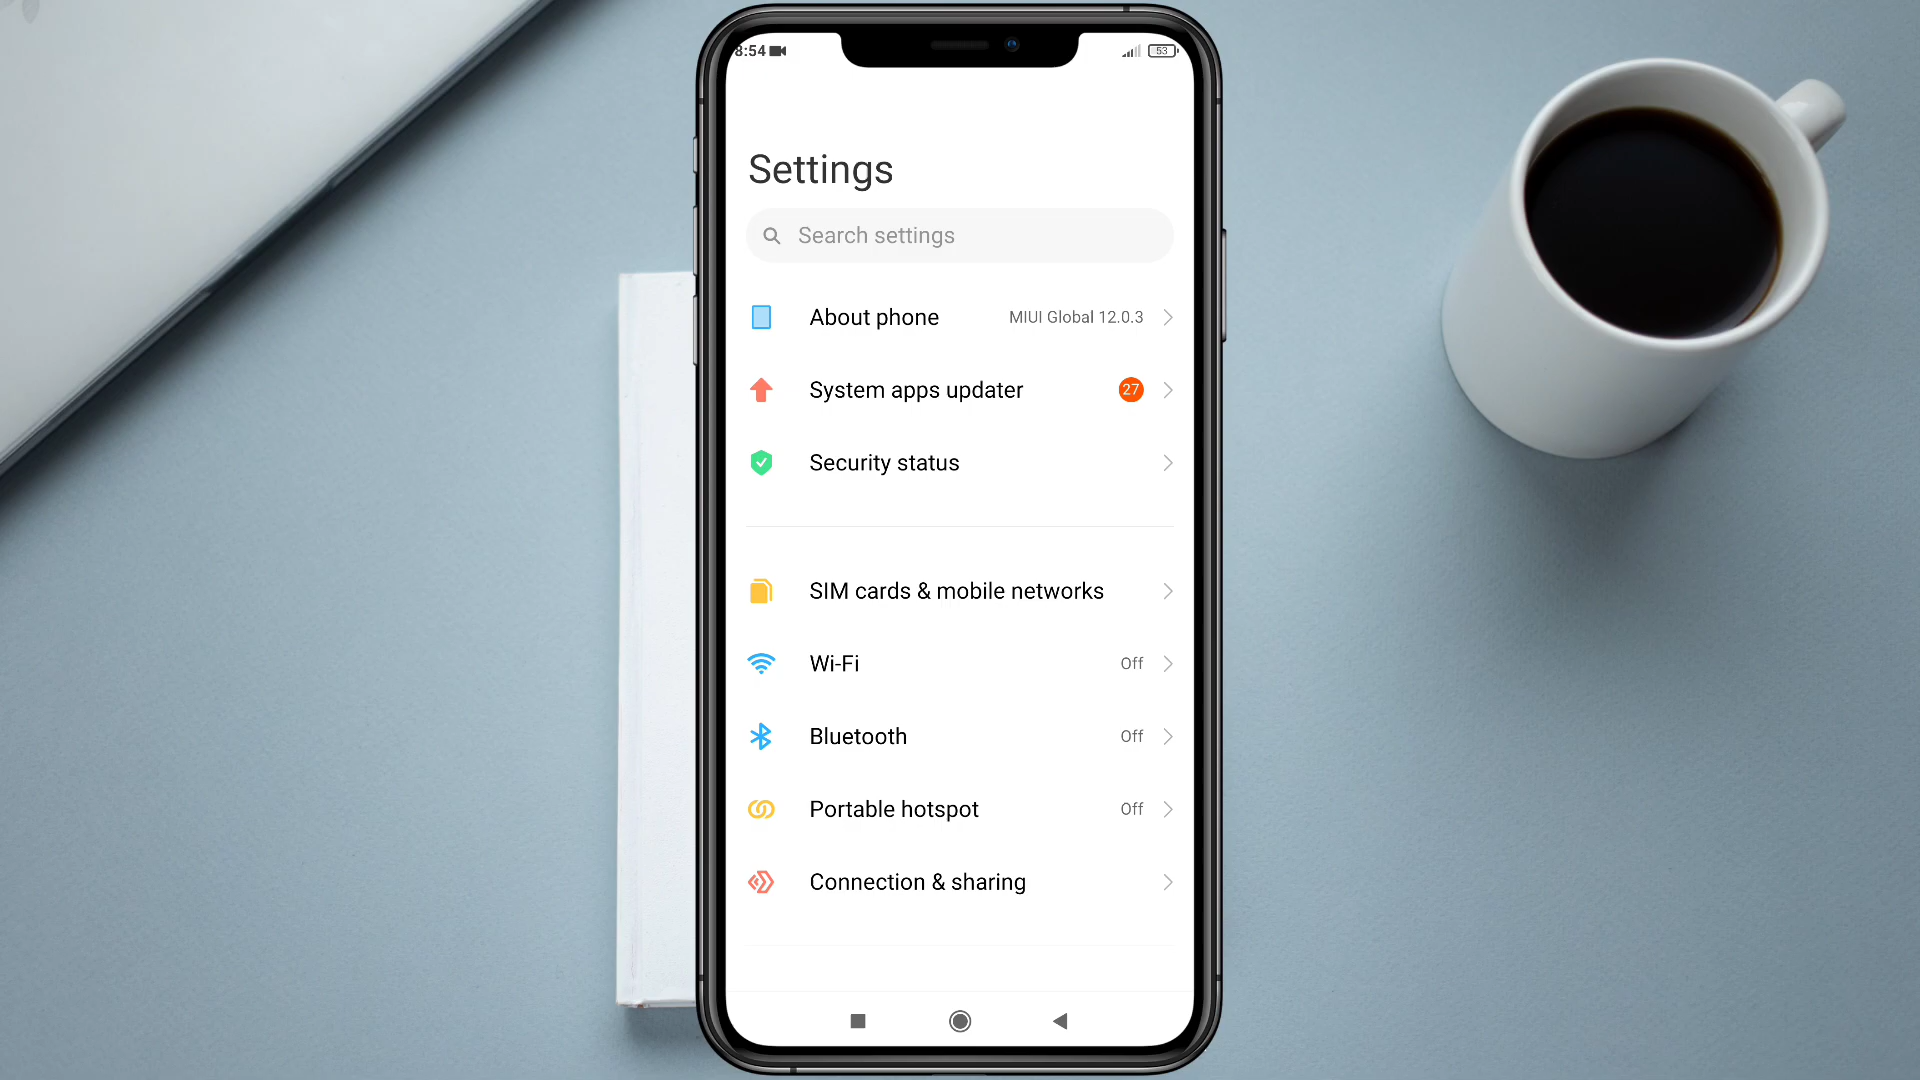 8:54
53
Settings
Search settings
About phone MIUI Global 12.0.3
System apps updater 27
Security status
SIM cards & mobile networks
Wi-Fi Off
Bluetooth Off
Portable hotspot Off
Connection & sharing